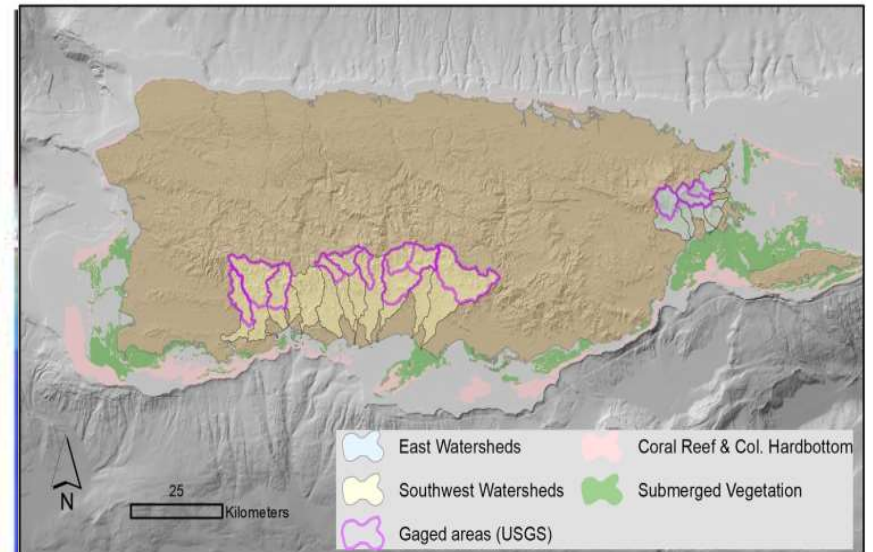 East Watersheds
Coral Reef & Col. Hardbottom
Southwest Watersheds
Submerged Vegetation
Gaged areas (USGS)
N
25
Kilometers